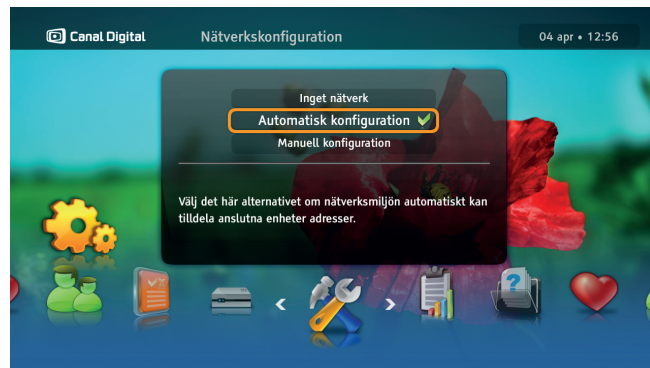 Canal Digital
Nätverkskonfiguration
04 apr • 12:56
Inget nätverk
Automatisk konfiguration
Manuell konfiguration
Välj det här alternativet om nätverksmiljön automatiskt kan
tilldela anslutna enheter adresser.
?